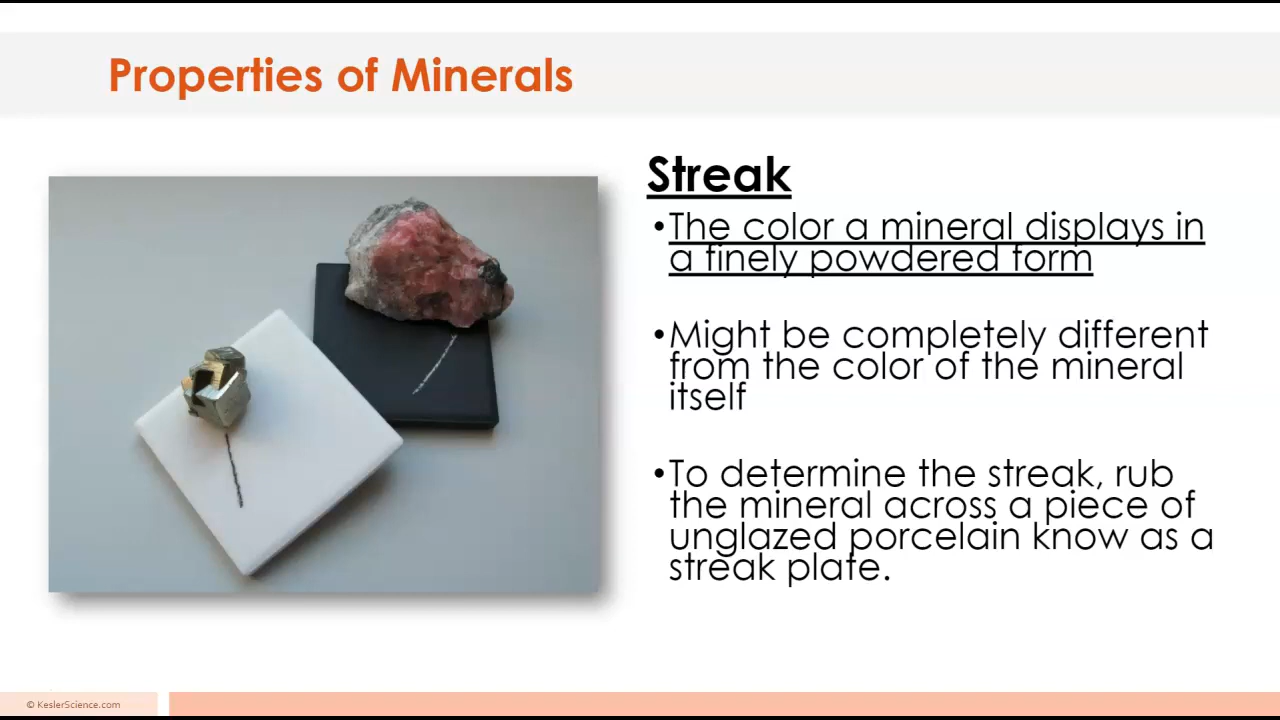 Properties of Minerals
Streak
•The color a mineral displays in
a finely powdered form
•Might be completely different
from the color of the mineral
itself
•To determine the streak, rub
the mineral across a piece of
unglazed porcelain know as a
streak plate.
© KeslerScience.com